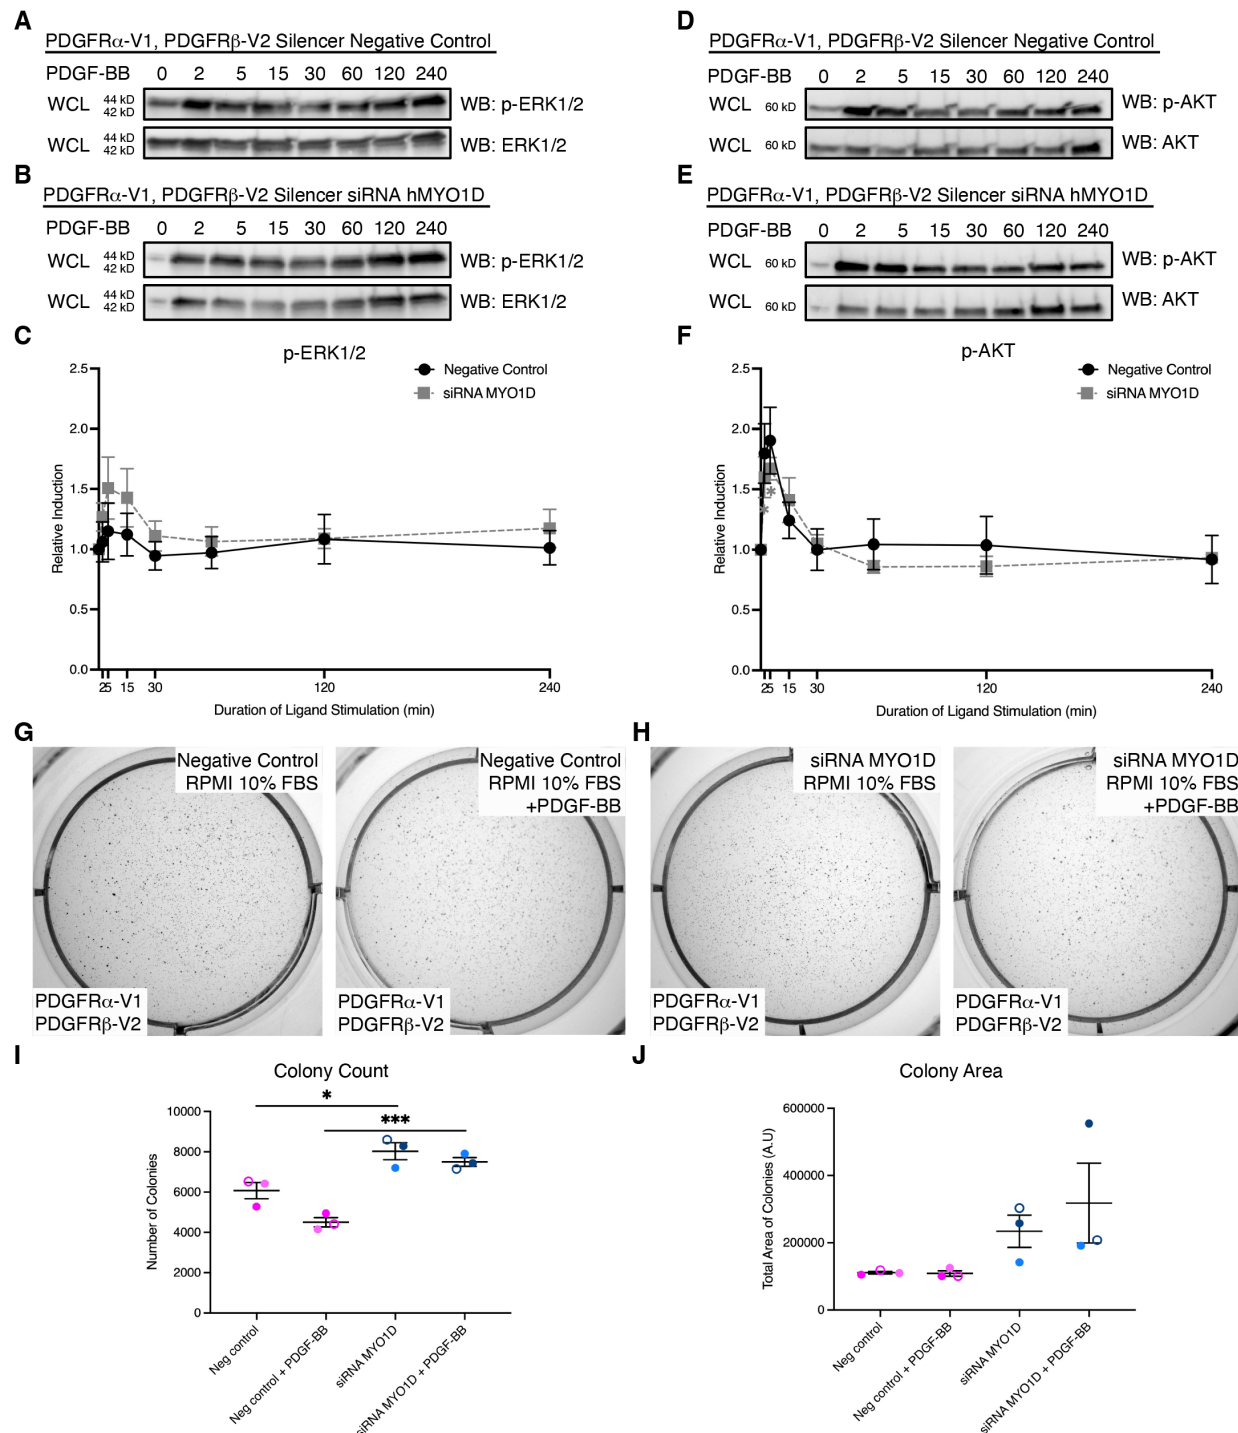 A
PDGFRα-V1, PDGFRβ-V2 Silencer Negative Control
PDGF-BB 0 2 5 15 30 60 120 240
WCL 44 kD 42 kD WB: p-ERK1/2
WCL 44 kD 42 kD WB: ERK1/2
B
PDGFRα-V1, PDGFRβ-V2 Silencer siRNA hMYO1D
PDGF-BB 0 2 5 15 30 60 120 240
WCL 44 kD 42 kD WB: p-ERK1/2
WCL 44 kD 42 kD WB: ERK1/2
C
p-ERK1/2
Negative Control
siRNA MYO1D
Relative Induction
2.5
2.0
1.5
1.0
0.5
0.0
2 5 15 30 120 240
Duration of Ligand Stimulation (min)
D
PDGFRα-V1, PDGFRβ-V2 Silencer Negative Control
PDGF-BB 0 2 5 15 30 60 120 240
WCL 60 kD WB: p-AKT
WCL 60 kD WB: AKT
E
PDGFRα-V1, PDGFRβ-V2 Silencer siRNA hMYO1D
PDGF-BB 0 2 5 15 30 60 120 240
WCL 60 kD WB: p-AKT
WCL 60 kD WB: AKT
F
p-AKT
Negative Control
siRNA MYO1D
Relative Induction
2.5
2.0
1.5
1.0
0.5
0.0
*
*
2 5 15 30 120 240
Duration of Ligand Stimulation (min)
G
Negative Control
RPMI 10% FBS
PDGFRα-V1
PDGFRβ-V2
Negative Control
RPMI 10% FBS
+PDGF-BB
PDGFRα-V1
PDGFRβ-V2
H
siRNA MYO1D
RPMI 10% FBS
PDGFRα-V1
PDGFRβ-V2
siRNA MYO1D
RPMI 10% FBS
+PDGF-BB
PDGFRα-V1
PDGFRβ-V2
I
Colony Count
*
***
Number of Colonies
10000
8000
6000
4000
2000
0
Neg control
Neg control + PDGF-BB
siRNA MYO1D
siRNA MYO1D + PDGF-BB
J
Colony Area
Total Area of Colonies (A.U)
600000
400000
200000
0
Neg control
Neg control + PDGF-BB
siRNA MYO1D
siRNA MYO1D + PDGF-BB